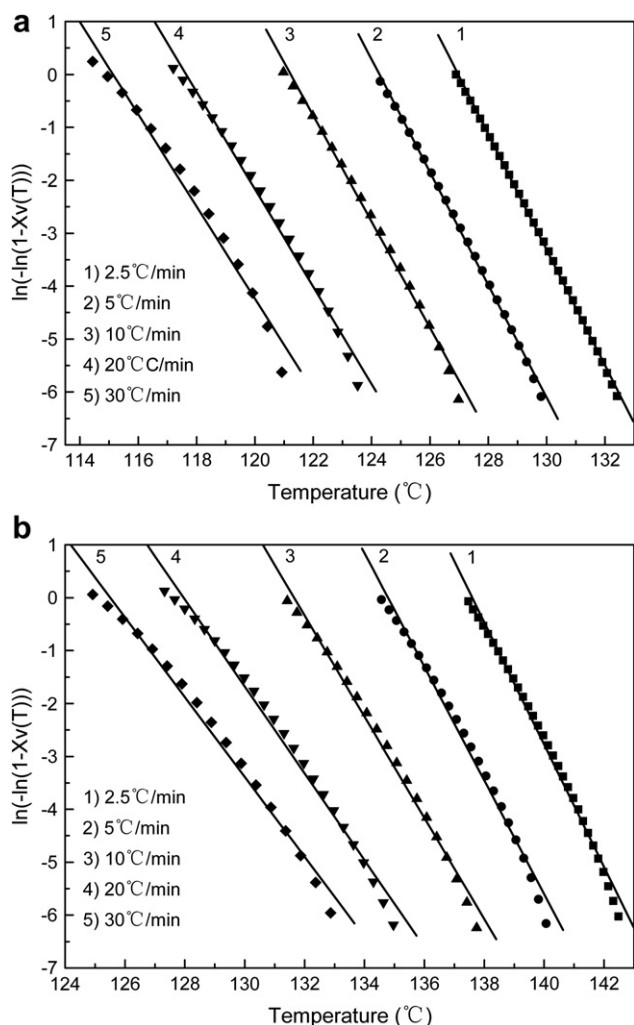 a
1
0
-1
-2
-3
-4
-5
-6
-7
ln(-ln(1-Xv(T)))
5 4 3 2 1
1) 2.5℃/min
2) 5℃/min
3) 10℃/min
4) 20℃C/min
5) 30℃/min
114 116 118 120 122 124 126 128 130 132
Temperature (℃)
b
1
0
-1
-2
-3
-4
-5
-6
-7
ln(-ln(1-Xv(T)))
5 4 3 2 1
1) 2.5℃/min
2) 5℃/min
3) 10℃/min
4) 20℃/min
5) 30℃/min
124 126 128 130 132 134 136 138 140 142
Temperature (℃)